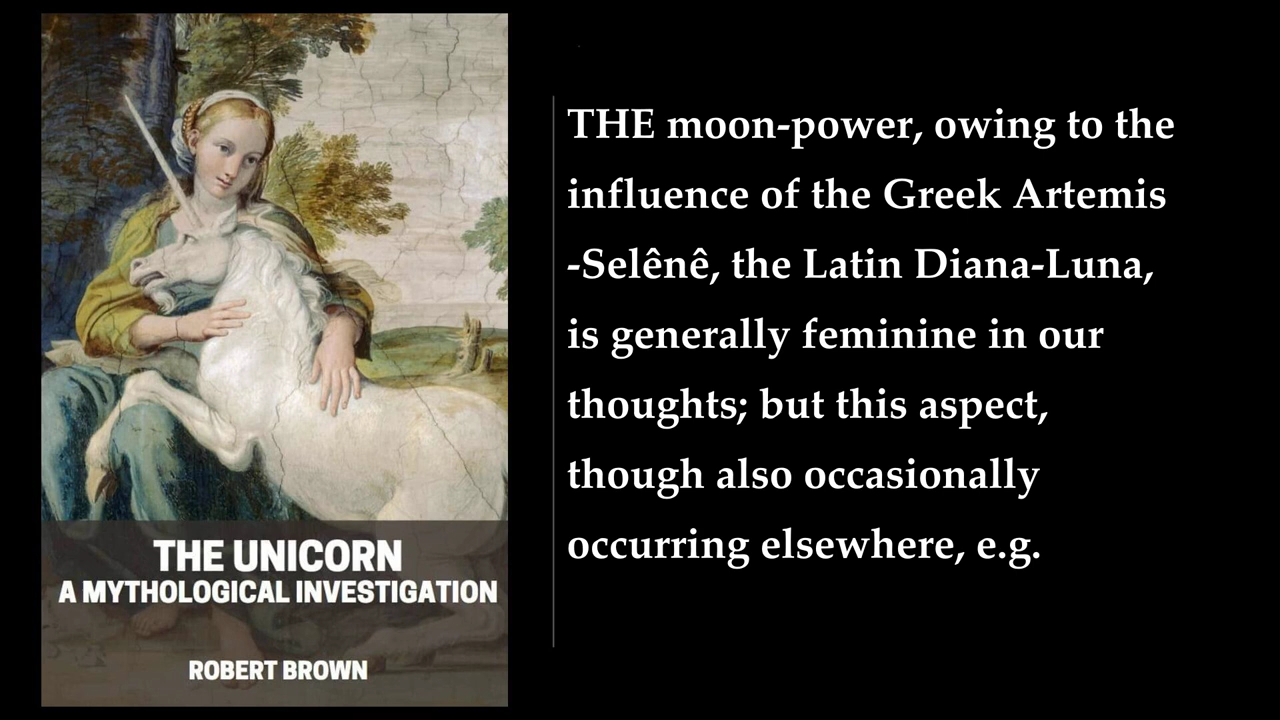 THE UNICORN
A MYTHOLOGICAL INVESTIGATION
ROBERT BROWN
THE moon-power, owing to the
influence of the Greek Artemis
-Selênê, the Latin Diana-Luna,
is generally feminine in our
thoughts; but this aspect,
though also occasionally
occurring elsewhere, e.g.